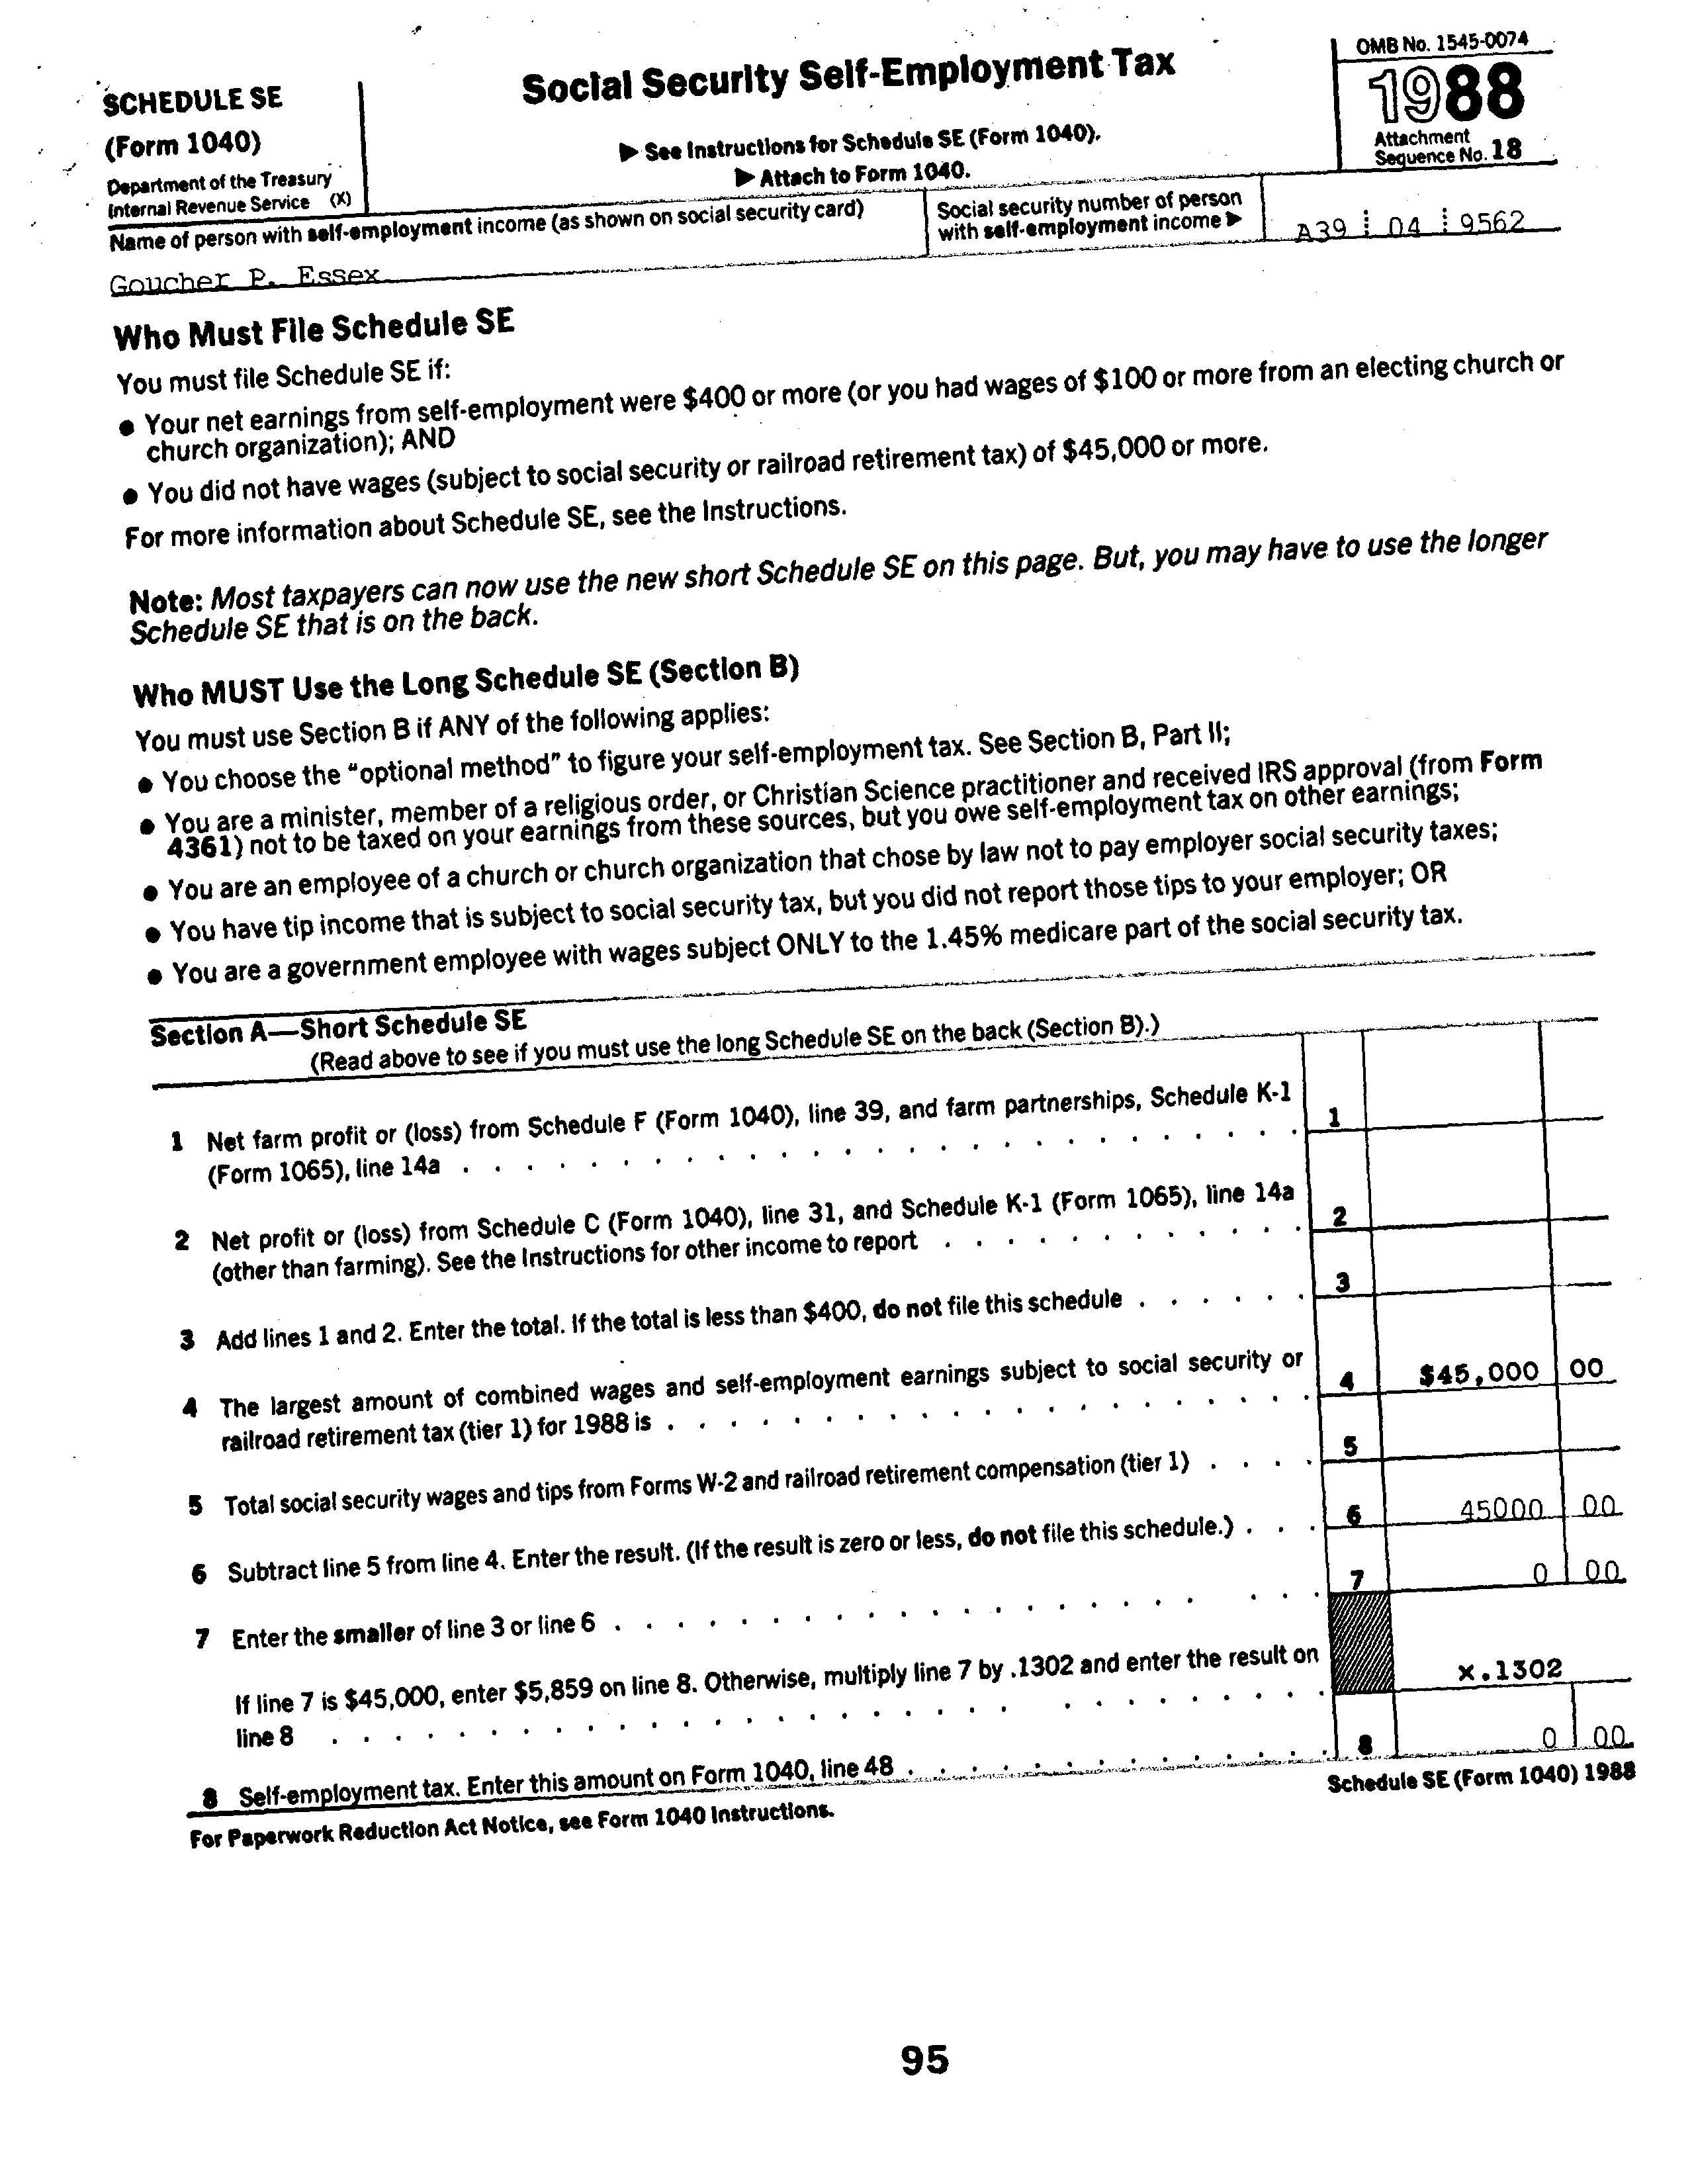 SCHEDULE SE
(Form 1040)
Department of the Treasury
Internal Revenue Service (X)
Social Security Self-Employment Tax
▶ See Instructions for Schedule SE (Form 1040).
▶ Attach to Form 1040.
OMB No. 1545-0074
1988
Attachment
Sequence No. 18
Name of person with self-employment income (as shown on social security card)
Goucher P. Essex
Social security number of person
with self-employment income ▶
A39 04 9562
Who Must File Schedule SE
You must file Schedule SE if:
● Your net earnings from self-employment were $400 or more (or you had wages of $100 or more from an electing church or
church organization); AND
● You did not have wages (subject to social security or railroad retirement tax) of $45,000 or more.
For more information about Schedule SE, see the Instructions.
Note: Most taxpayers can now use the new short Schedule SE on this page. But, you may have to use the longer
Schedule SE that is on the back.
Who MUST Use the Long Schedule SE (Section B)
You must use Section B if ANY of the following applies:
● You choose the "optional method" to figure your self-employment tax. See Section B, Part II;
● You are a minister, member of a religious order, or Christian Science practitioner and received IRS approval (from Form
4361) not to be taxed on your earnings from these sources, but you owe self-employment tax on other earnings;
● You are an employee of a church or church organization that chose by law not to pay employer social security taxes;
● You have tip income that is subject to social security tax, but you did not report those tips to your employer; OR
● You are a government employee with wages subject ONLY to the 1.45% medicare part of the social security tax.
Section A—Short Schedule SE
(Read above to see if you must use the long Schedule SE on the back (Section B).)
1 Net farm profit or (loss) from Schedule F (Form 1040), line 39, and farm partnerships, Schedule K-1
(Form 1065), line 14a . . . . . . . . . . . . . . . . . . . . . . . . . . 1
2 Net profit or (loss) from Schedule C (Form 1040), line 31, and Schedule K-1 (Form 1065), line 14a
(other than farming). See the Instructions for other income to report . . . . . . . . . . . . 2
3 Add lines 1 and 2. Enter the total. If the total is less than $400, do not file this schedule . . . . . . 3
4 The largest amount of combined wages and self-employment earnings subject to social security or
railroad retirement tax (tier 1) for 1988 is . . . . . . . . . . . . . . . . . . . . 4 $45,000 00
5 Total social security wages and tips from Forms W-2 and railroad retirement compensation (tier 1) . . . . 5
6 Subtract line 5 from line 4. Enter the result. (If the result is zero or less, do not file this schedule.) . . . 6 45000 00
7 Enter the smaller of line 3 or line 6 . . . . . . . . . . . . . . . . . . . . . . 7 0 00
If line 7 is $45,000, enter $5,859 on line 8. Otherwise, multiply line 7 by .1302 and enter the result on
line 8 . . . . . . . . . . . . . . . . . . . . . . . . . . . . . x.1302
8 Self-employment tax. Enter this amount on Form 1040, line 48 . . . . . . . . . . . . . . 8 0 00
For Paperwork Reduction Act Notice, see Form 1040 Instructions.
Schedule SE (Form 1040) 1988
95